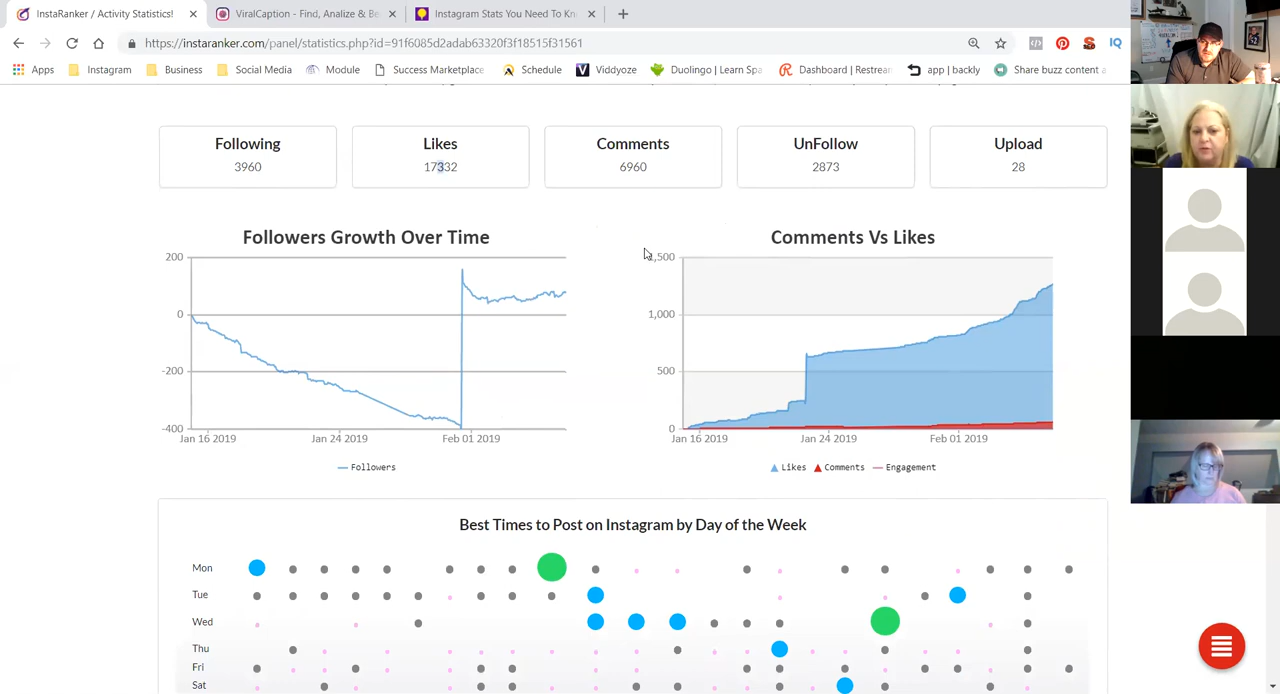 InstaRanker / Activity Statistics!
ViralCaption - Find, Analize & Be
Instagram Stats You Need To Kn
https://instaranker.com/panel/statistics.php?id=91f6085d2adab63320f3f18515f31561
IQ
Apps
Instagram
Business
Social Media
Module
Success Marketplace
Schedule
Viddyoze
Duolingo | Learn Spa
Dashboard | Restrea
app | backly
Share buzz content a
Following
3960
Likes
17332
Comments
6960
UnFollow
2873
Upload
28
Followers Growth Over Time
200
0
-200
-400
Jan 16 2019
Jan 24 2019
Feb 01 2019
Followers
Comments Vs Likes
1,500
1,000
500
0
Jan 16 2019
Jan 24 2019
Feb 01 2019
Likes
Comments
Engagement
Best Times to Post on Instagram by Day of the Week
Mon
Tue
Wed
Thu
Fri
Sat